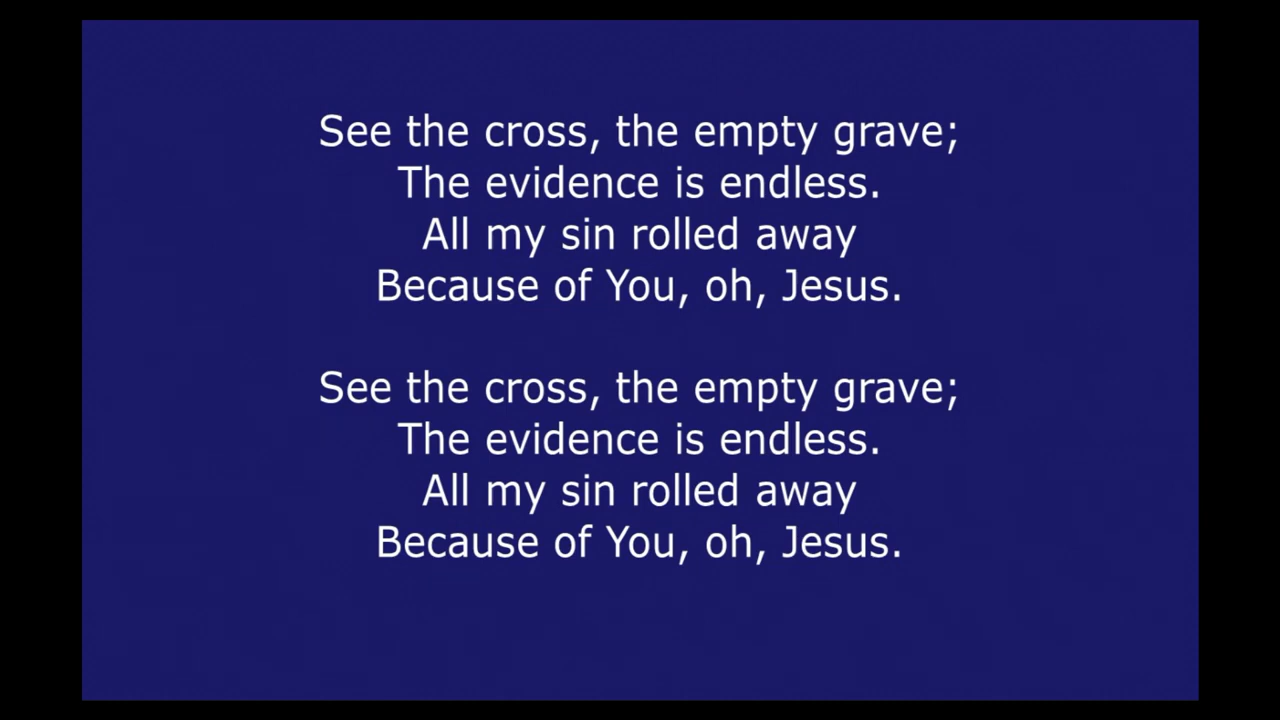 See the cross, the empty grave;
The evidence is endless.
All my sin rolled away
Because of You, oh, Jesus.
See the cross, the empty grave;
The evidence is endless.
All my sin rolled away
Because of You, oh, Jesus.